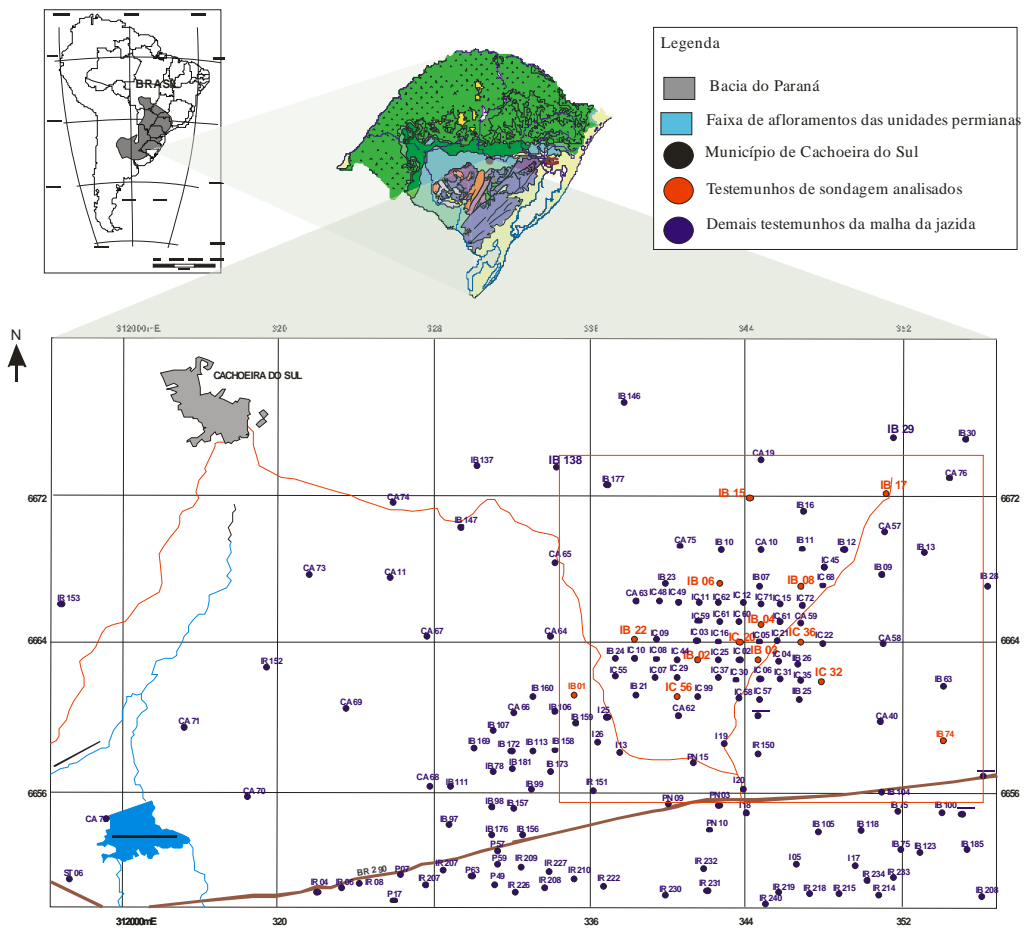 BRASIL
Legenda
Bacia do Paraná
Faixa de afloramentos das unidades permianas
Município de Cachoeira do Sul
Testemunhos de sondagem analisados
Demais testemunhos da malha da jazida
N
312000mE 320 328 336 344 352
CACHOEIRA DO SUL
IB 146
IB 29
IB 30
IB 137
IB 138
CA 19
IB 177
CA 76
IB 17
6672
CA 74
IB 15
6672
IB 16
IB 147
CA 57
CA 65
CA 75
IB 10
CA 10
IB 11
IB 12
IB 13
CA 73
CA 11
IC 45
IB 09
IB 23
IB 06
IB 07
IB 08
IC 68
IB 28
IR 153
CA 63
IC 48
IC 49
IC 11
IC 62
IC 12
IC 71
IC 15
IC 72
CA 67
CA 64
IC 59
IC 61
IC 60
IB 04
IC 61
CA 59
6664
IB 22
IC 09
IC 03
IC 16
IC 20
IC 05
IC 21
IC 36
IC 22
CA 58
6664
IR 152
IB 24
IC 10
IC 08
IC 44
IB 02
IC 25
IC 02
IB 03
IC 04
IB 26
IC 55
IC 07
IC 29
IC 37
IC 30
IC 06
IC 31
IC 35
IC 32
IB 63
CA 69
IB 160
IB 01
IB 21
IC 56
IC 99
IC 58
IC 57
IB 25
CA 71
CA 66
IB 106
IB 159
I 25
CA 62
CA 40
IB 107
IB 74
IB 169
IB 172
IB 113
IB 158
I 26
I 13
I 19
IR 150
IB 78
IB 181
IB 173
PN 15
CA 70
CA 68
IB 111
IB 99
IR 151
I 20
IB 104
6656
6656
IB 98
IB 157
PN 09
PN 03
I 18
IB 75
IB 100
IB 97
IB 176
IB 156
PN 10
IB 105
IB 118
P 57
IB 75
IB 123
IB 185
BR 290
P 59
IR 209
IR 227
IR 232
I 05
I 17
ST 06
P 07
IR 207
P 63
IR 210
IR 234
IR 233
IR 04
IR 06
IR 08
IR 207
P 49
IR 226
IR 208
IR 222
IR 230
IR 231
IR 219
IR 218
IR 215
IR 214
IB 208
P 17
IR 240
312000mE 320 336 344 352